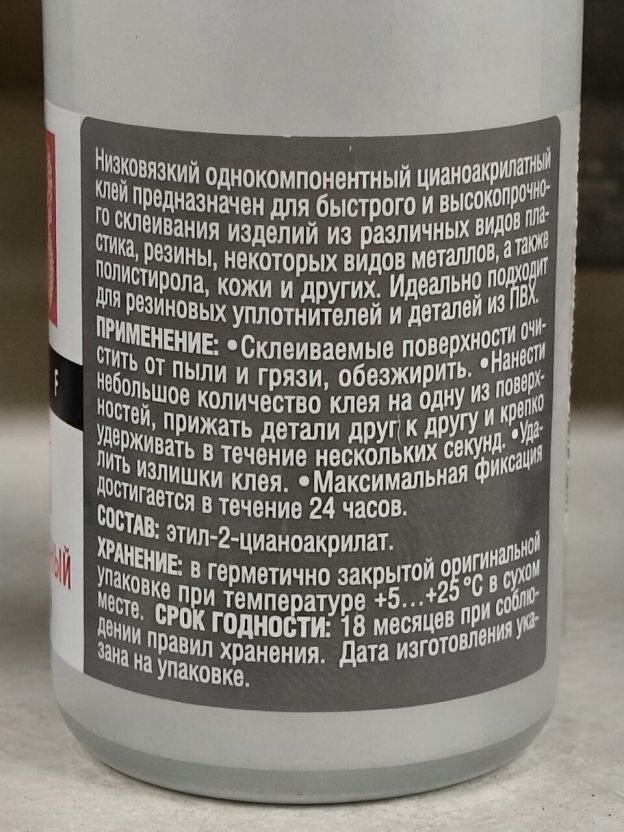 Низковязкий однокомпонентный цианоакрилатный
клей предназначен для быстрого и высокопрочно-
го склеивания изделий из различных видов пла-
стика, резины, некоторых видов металлов, а также
полистирола, кожи и других. Идеально подходит
для резиновых уплотнителей и деталей из ПВХ.
ПРИМЕНЕНИЕ: •Склеиваемые поверхности очи-
стить от пыли и грязи, обезжирить. •Нанести
небольшое количество клея на одну из поверх-
ностей, прижать детали друг к другу и крепко
удерживать в течение нескольких секунд. •Уда-
лить излишки клея. •Максимальная фиксация
достигается в течение 24 часов.
СОСТАВ: этил-2-цианоакрилат.
ХРАНЕНИЕ: в герметично закрытой оригинальной
упаковке при температуре +5...+25°С в сухом
месте. СРОК ГОДНОСТИ: 18 месяцев при соблю-
дении правил хранения. Дата изготовления ука-
зана на упаковке.
F